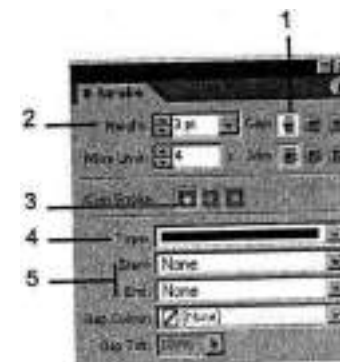 1
Stroke
2 Weight: 3 pt Cap:
Miter Limit: 4 x Join:
3 Align Stroke:
4 Type:
5 Start: None
End: None
Gap Color: [None]
Gap Tint: